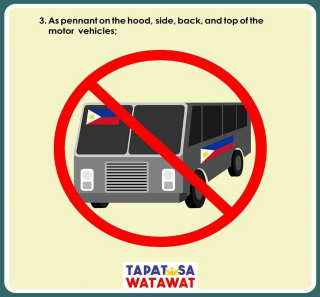 3. As pennant on the hood, side, back, and top of the
motor vehicles;
TAPAT SA
WATAWAT